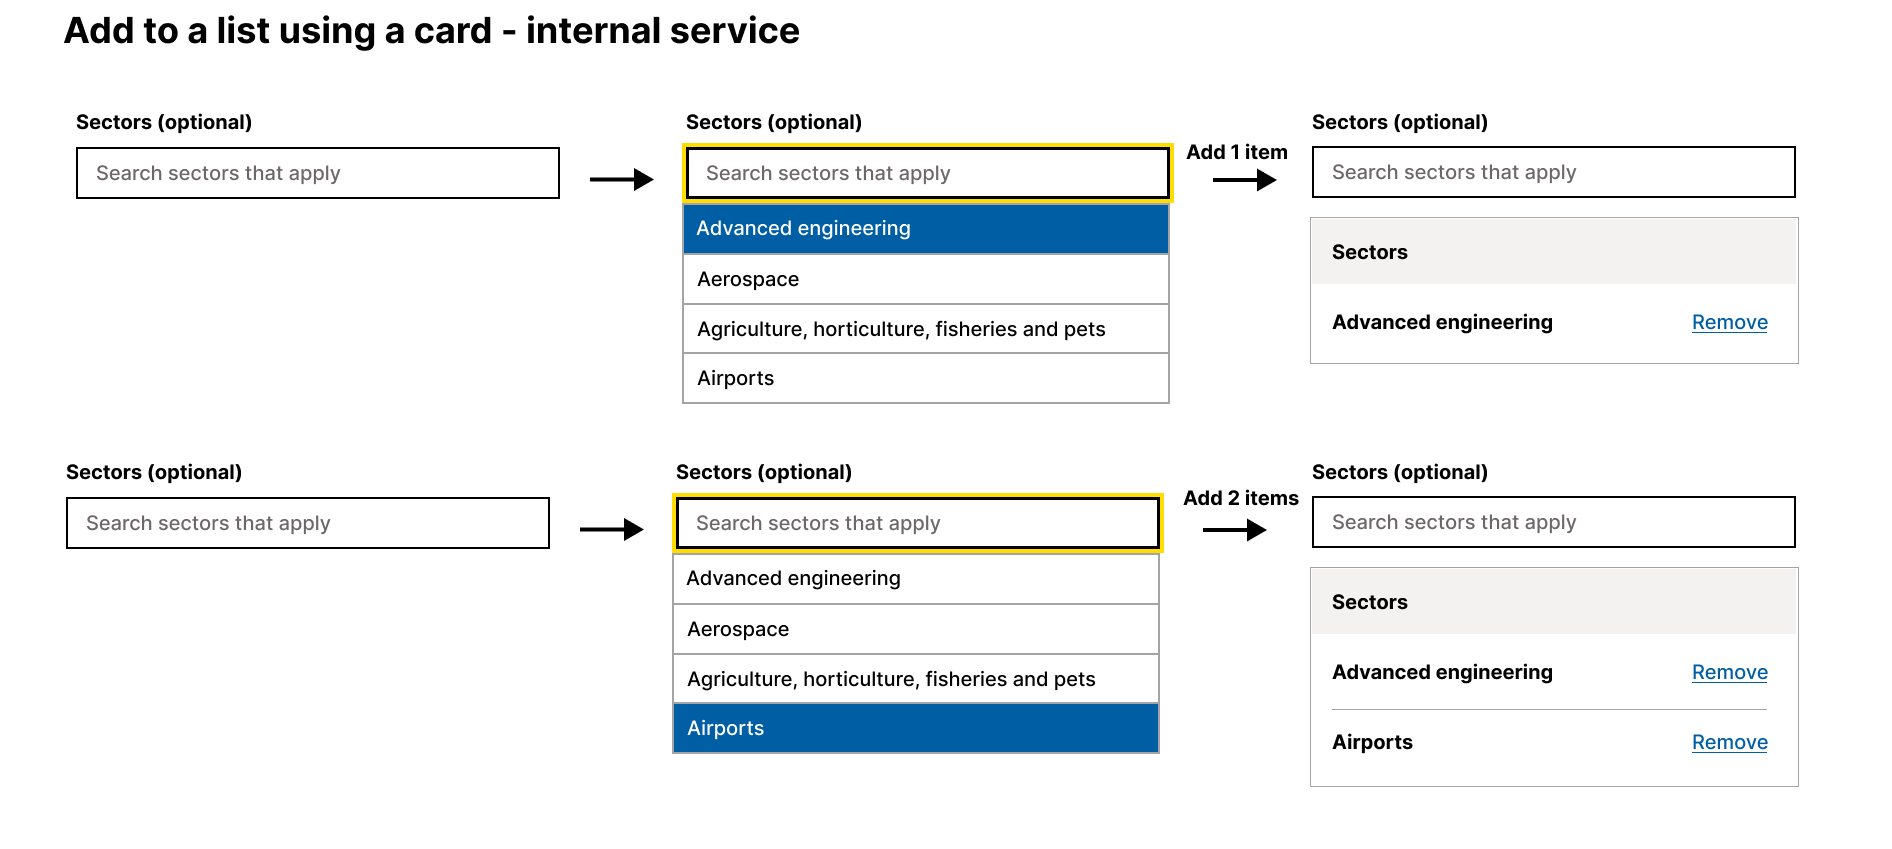 Add to a list using a card - internal service
Sectors (optional)
Search sectors that apply
Sectors (optional)
Search sectors that apply
Advanced engineering
Aerospace
Agriculture, horticulture, fisheries and pets
Airports
Add 1 item
Sectors (optional)
Search sectors that apply
Sectors
Advanced engineering Remove
Sectors (optional)
Search sectors that apply
Sectors (optional)
Search sectors that apply
Advanced engineering
Aerospace
Agriculture, horticulture, fisheries and pets
Airports
Add 2 items
Sectors (optional)
Search sectors that apply
Sectors
Advanced engineering Remove
Airports Remove